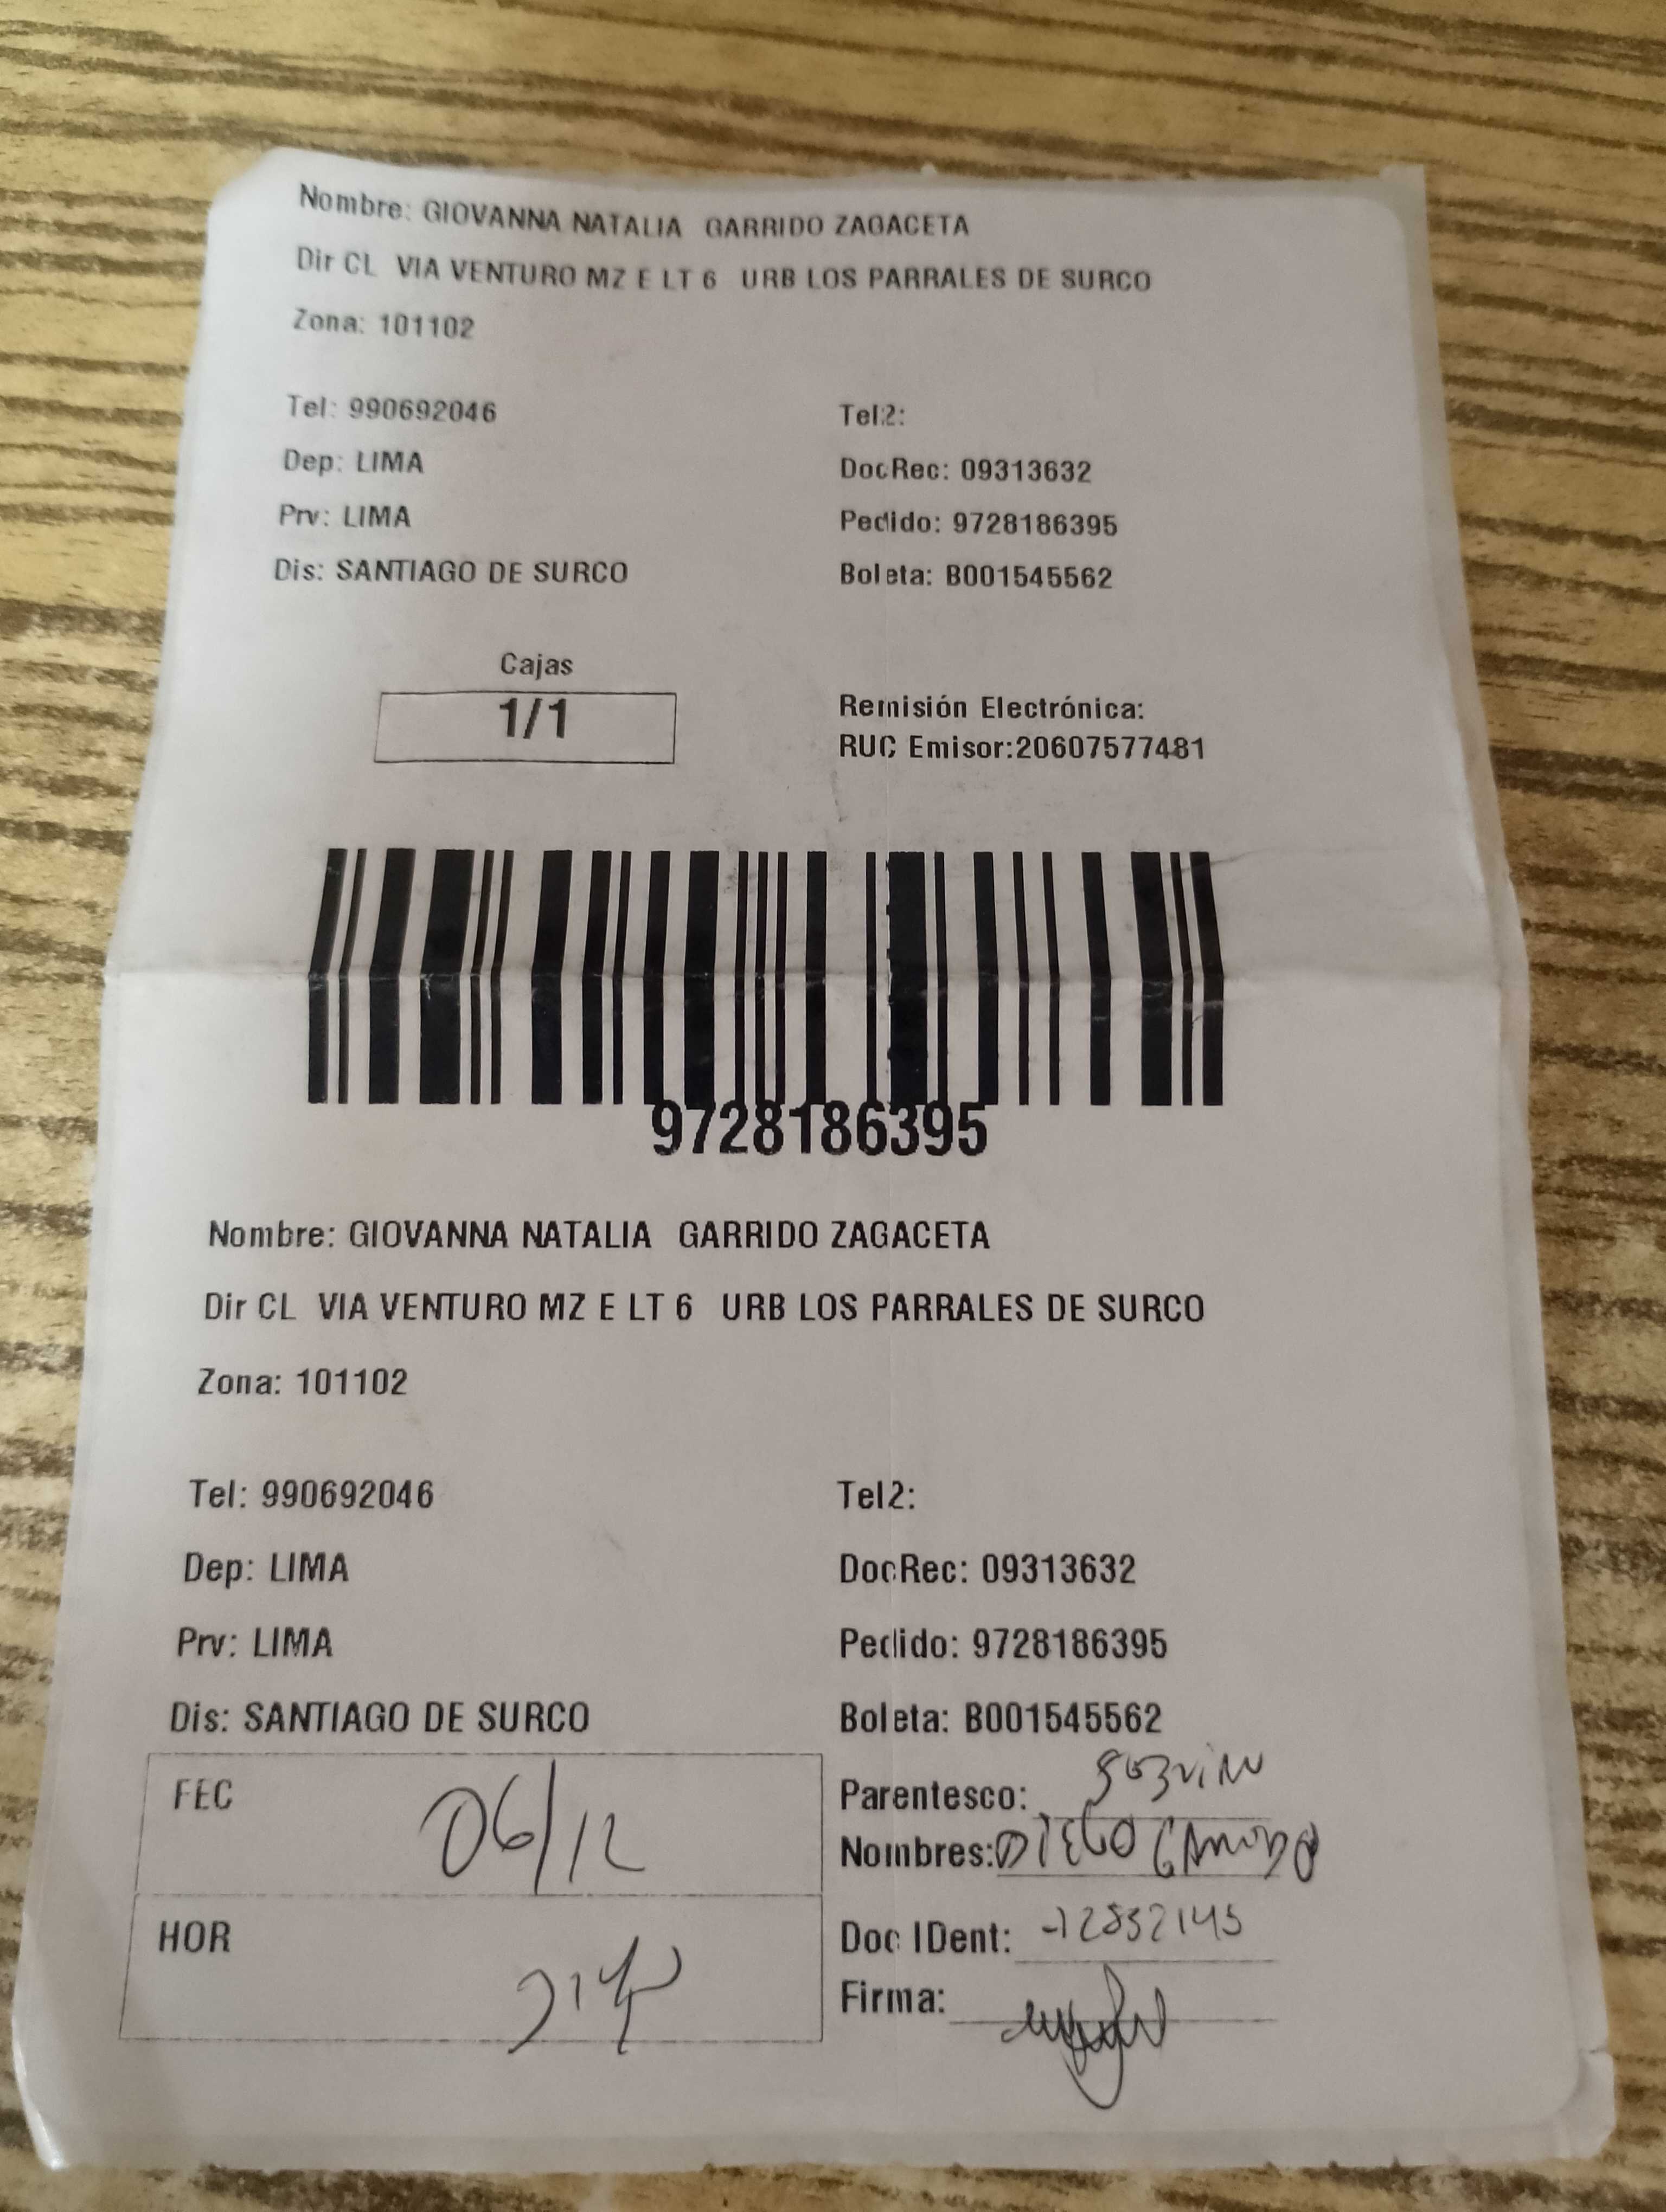 Nombre: GIOVANNA NATALIA GARRIDO ZAGACETA
Dir CL VIA VENTURO MZ E LT 6 URB LOS PARRALES DE SURCO
Zona: 101102
Tel: 990692046 Tel2:
Dep: LIMA DocRec: 09313632
Prv: LIMA Pedido: 9728186395
Dis: SANTIAGO DE SURCO Boleta: B001545562
Cajas
1/1
Remisión Electrónica:
RUC Emisor:20607577481
9728186395
Nombre: GIOVANNA NATALIA GARRIDO ZAGACETA
Dir CL VIA VENTURO MZ E LT 6 URB LOS PARRALES DE SURCO
Zona: 101102
Tel: 990692046 Tel2:
Dep: LIMA DocRec: 09313632
Prv: LIMA Pedido: 9728186395
Dis: SANTIAGO DE SURCO Boleta: B001545562
FEC 06/12
HOR
Parentesco:
Nombres: DIEGO
Doc IDent: 72832145
Firma: